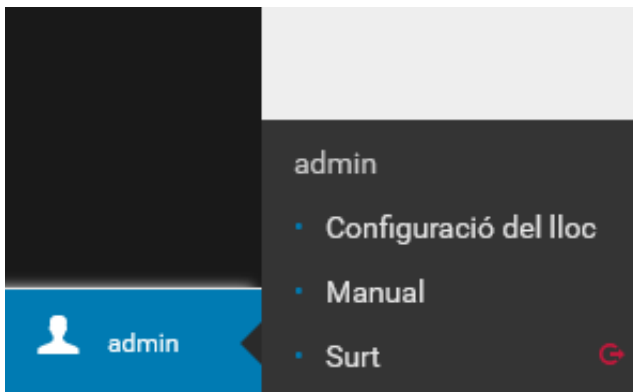 admin
Configuració del lloc
Manual
admin
Surt